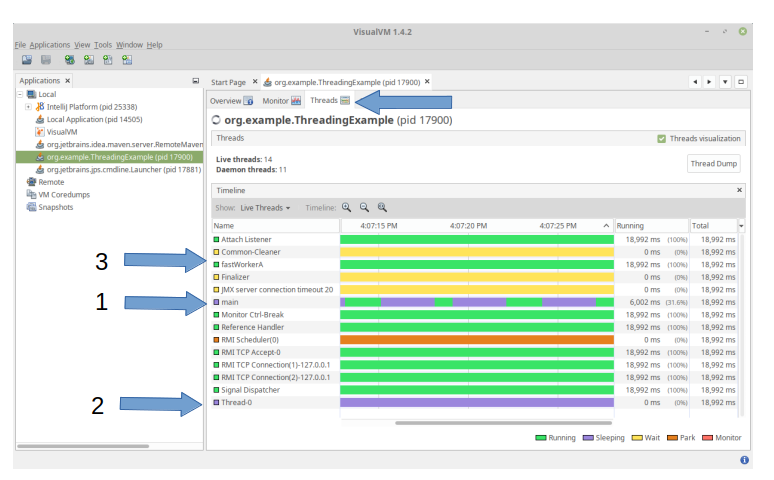 VisualVM 1.4.2
File Applications View Tools Window Help
Applications ×
Local
Intellij Platform (pid 25338)
Local Application (pid 14505)
VisualVM
org.jetbrains.idea.maven.server.RemoteMaven
org.example.ThreadingExample (pid 17900)
org.jetbrains.jps.cmdline.Launcher (pid 17881)
Remote
VM Coredumps
Snapshots
Start Page × org.example.ThreadingExample (pid 17900) ×
Overview Monitor Threads
org.example.ThreadingExample (pid 17900)
Threads Threads visualization
Live threads: 14
Daemon threads: 11
Thread Dump
Timeline ×
Show: Live Threads Timeline:
Name 4:07:15 PM 4:07:20 PM 4:07:25 PM Running Total
Attach Listener 18,992 ms (100%) 18,992 ms
Common-Cleaner 0 ms (0%) 18,992 ms
3 fastWorkerA 18,992 ms (100%) 18,992 ms
Finalizer 0 ms (0%) 18,992 ms
JMX server connection timeout 20 0 ms (0%) 18,992 ms
1 main 6,002 ms (31.6%) 18,992 ms
Monitor Ctrl-Break 18,992 ms (100%) 18,992 ms
Reference Handler 18,992 ms (100%) 18,992 ms
RMI Scheduler(0) 0 ms (0%) 18,992 ms
RMI TCP Accept-0 18,992 ms (100%) 18,992 ms
RMI TCP Connection(1)-127.0.0.1 18,992 ms (100%) 18,992 ms
RMI TCP Connection(2)-127.0.0.1 18,992 ms (100%) 18,992 ms
Signal Dispatcher 18,992 ms (100%) 18,992 ms
2 Thread-0 0 ms (0%) 18,992 ms
Running Sleeping Wait Park Monitor